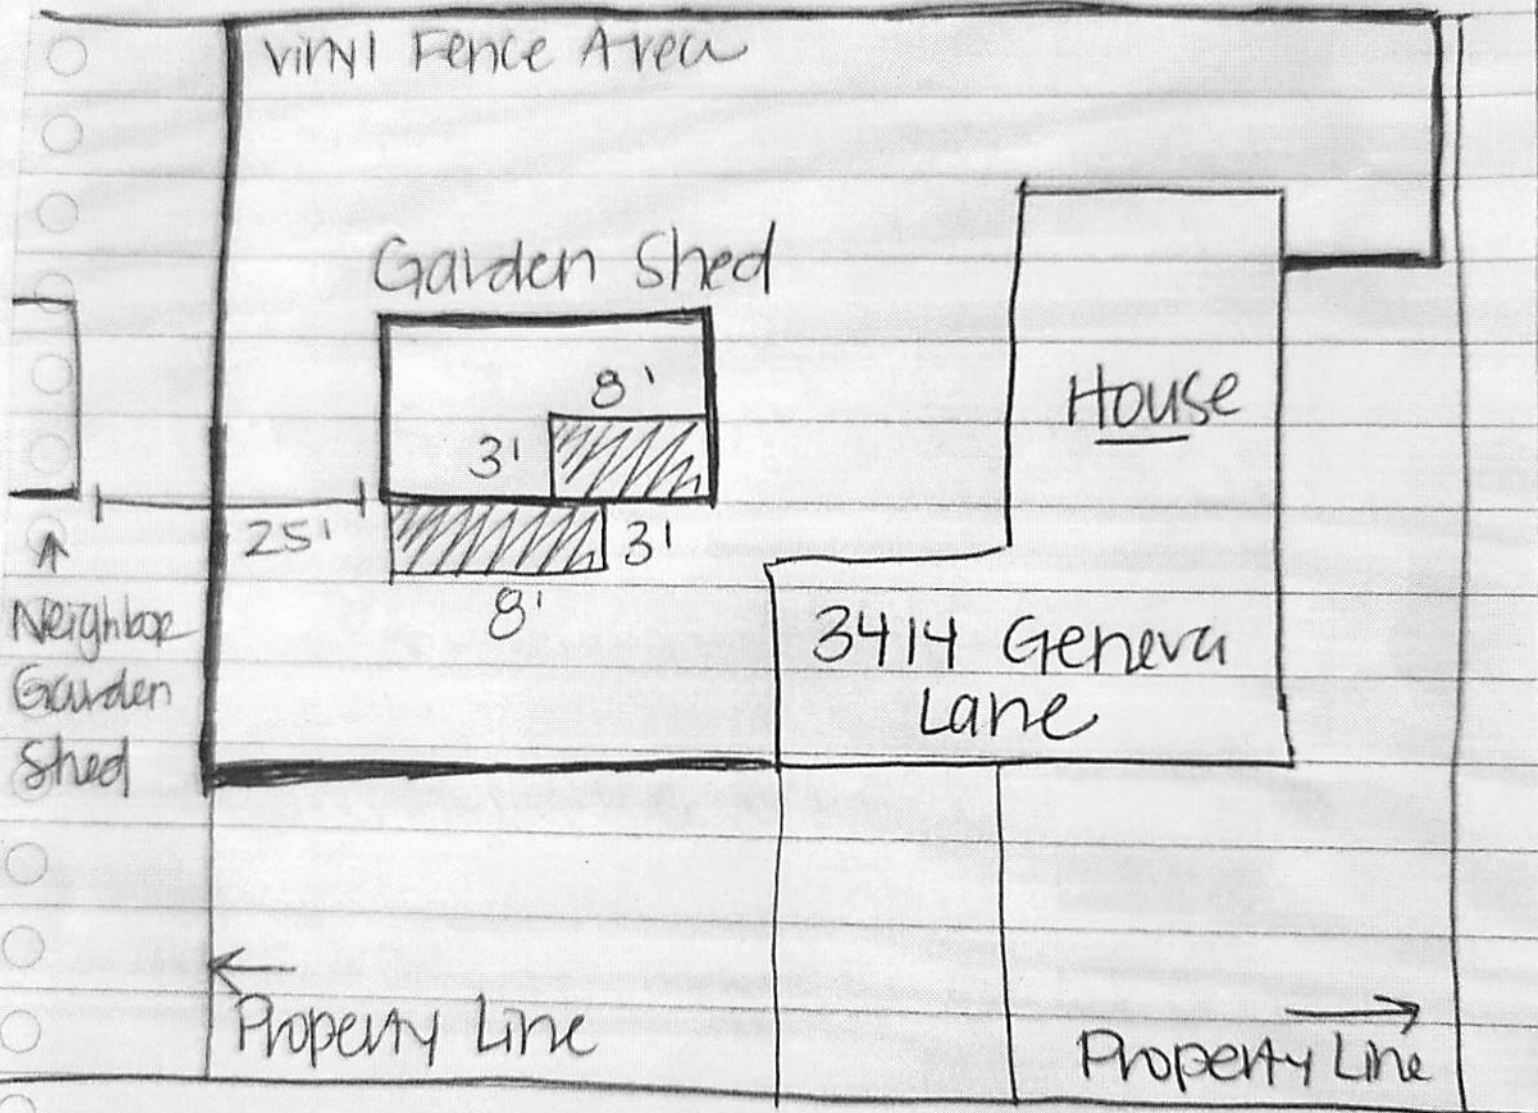 Vinyl Fence Area
Garden Shed
8'
3'
House
25'
3'
8'
Neighbor
Garden
Shed
3414 Geneva
Lane
Property Line
Property Line